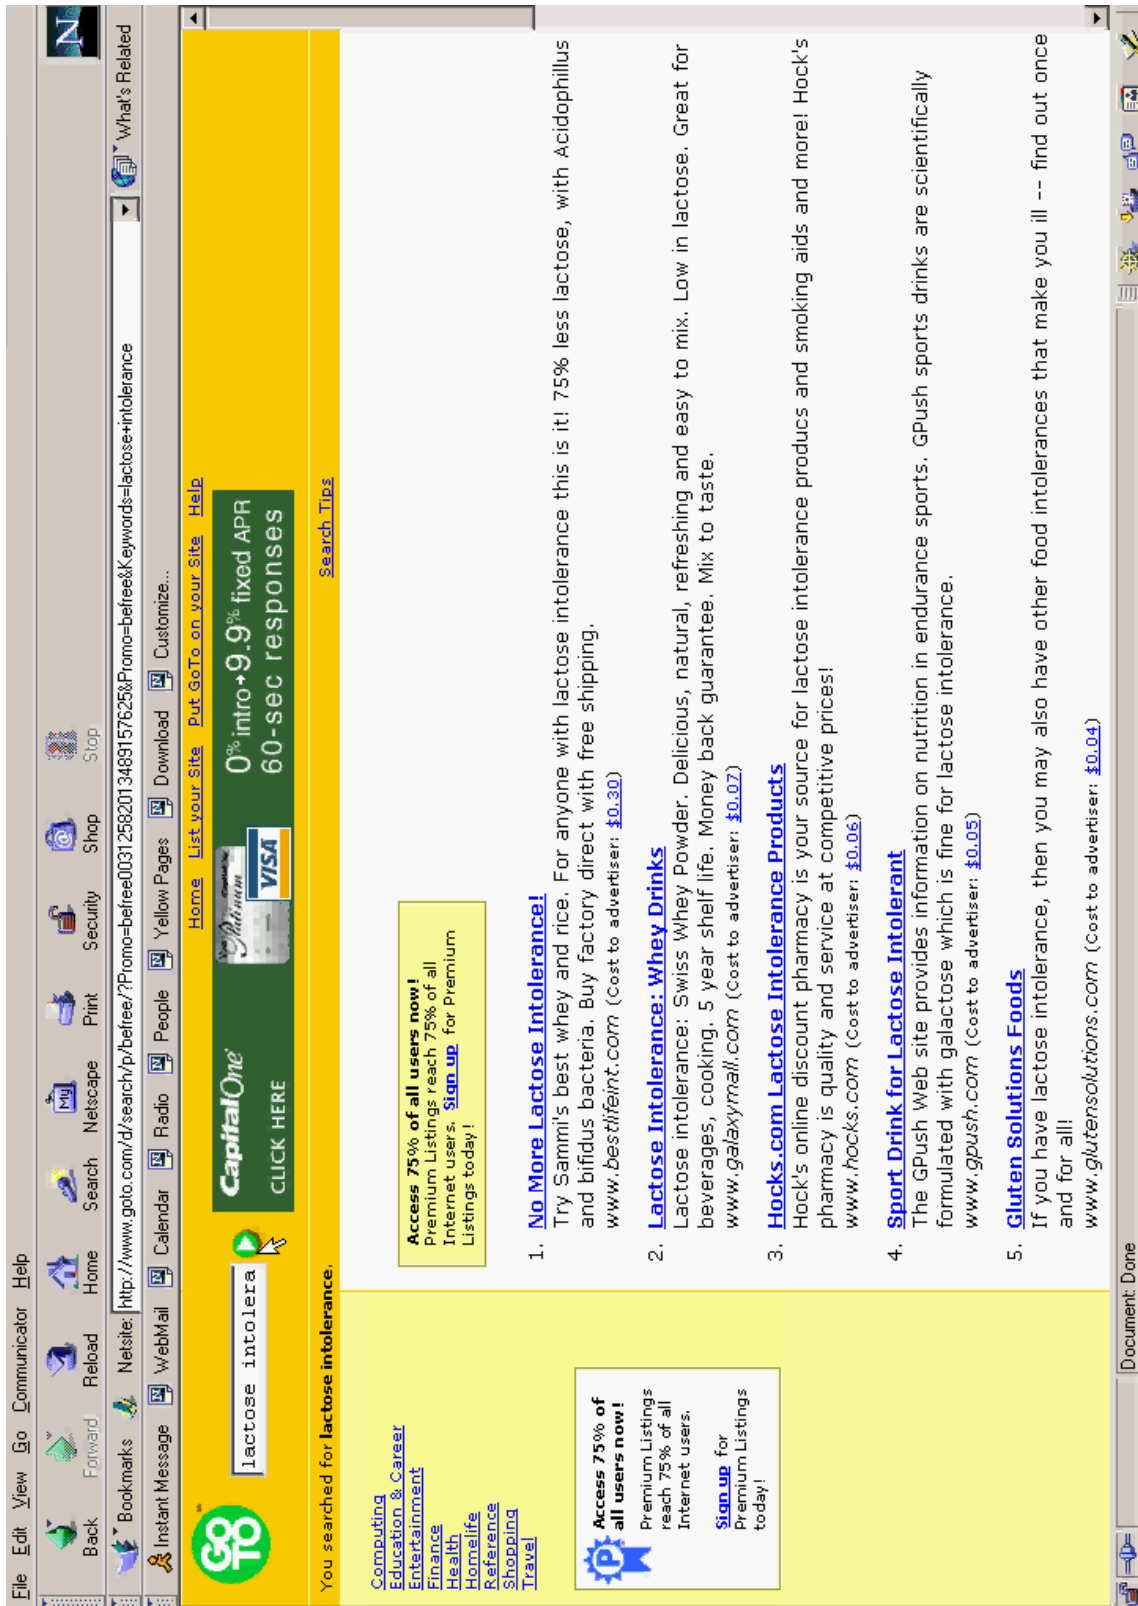 File Edit View Go Communicator Help
Back Forward Reload Home Search Netscape Print Security Shop Stop
My
N
Bookmarks Netsite: http://www.goto.com/d/search/p/befree/?Promo=befree00312582013489157625&Promo=befree&Keywords=lactose+intolerance What's Related
Instant Message WebMail Calendar Radio People Yellow Pages Download Customize...
Home List your Site Put GoTo on your Site Help
GOTO
lactose intolera
CapitalOne
CLICK HERE
Platinum
VISA
0% intro 9.9% fixed APR
60-sec responses
You searched for lactose intolerance.
Search Tips
Computing
Education & Career
Entertainment
Finance
Health
Homelife
Reference
Shopping
Travel
P
Access 75% of
all users now!
Premium Listings
reach 75% of all
Internet users.
Sign up for
Premium Listings
today!
Access 75% of all users now!
Premium Listings reach 75% of all
Internet users. Sign up for Premium
Listings today!
1. No More Lactose Intolerance!
Try Sammi's best whey and rice. For anyone with lactose intolerance this is it! 75% less lactose, with Acidophillus
and bifidus bacteria. Buy factory direct with free shipping.
www.bestlifeint.com (Cost to advertiser: $0.30)
2. Lactose Intolerance: Whey Drinks
Lactose intolerance: Swiss Whey Powder. Delicious, natural, refreshing and easy to mix. Low in lactose. Great for
beverages, cooking. 5 year shelf life. Money back guarantee. Mix to taste.
www.galaxymall.com (Cost to advertiser: $0.07)
3. Hocks.com Lactose Intolerance Products
Hock's online discount pharmacy is your source for lactose intolerance producs and smoking aids and more! Hock's
pharmacy is quality and service at competitive prices!
www.hocks.com (Cost to advertiser: $0.06)
4. Sport Drink for Lactose Intolerant
The GPush Web site provides information on nutrition in endurance sports. GPush sports drinks are scientifically
formulated with galactose which is fine for lactose intolerance.
www.gpush.com (Cost to advertiser: $0.05)
5. Gluten Solutions Foods
If you have lactose intolerance, then you may also have other food intolerances that make you ill -- find out once
and for all!
www.glutensolutions.com (Cost to advertiser: $0.04)
Document: Done